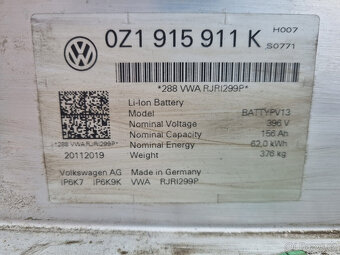 0Z1 915 911 K
H007
S0771
*288 VWA RJRI299P*
Li-Ion Battery
Model BATTYPV13
Nominal Voltage 396 V
Nominal Capacity 156 Ah
Nominal Energy 62,0 kWh
Weight 376 kg
*288 VWA RJRI299P*
20112019
Volkswagen AG Made in Germany
IP6K7 IP6K9K VWA RJRI299P